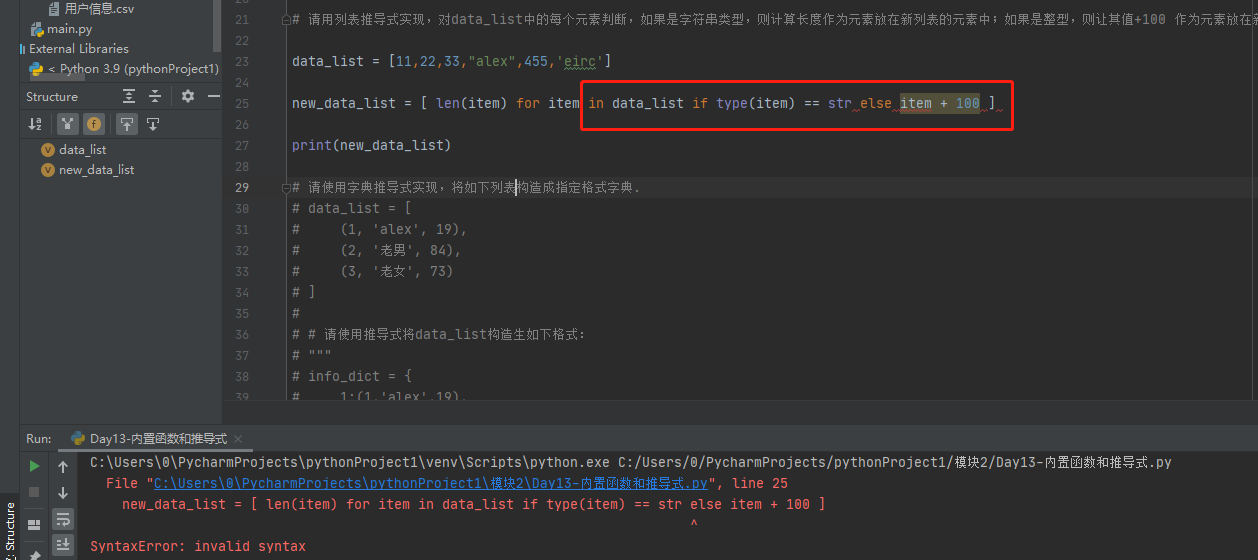 用户信息.csv
main.py
External Libraries
< Python 3.9 (pythonProject1)
Structure
data_list
new_data_list
21 # 请用列表推导式实现，对data_list中的每个元素判断，如果是字符串类型，则计算长度作为元素放在新列表的元素中；如果是整型，则让其值+100 作为元素放在
22
23 data_list = [11,22,33,"alex",455,'eirc']
24
25 new_data_list = [ len(item) for item in data_list if type(item) == str else item + 100 ]
26
27 print(new_data_list)
28
29 # 请使用字典推导式实现，将如下列表构造成指定格式字典.
30 # data_list = [
31 #     (1, 'alex', 19),
32 #     (2, '老男', 84),
33 #     (3, '老女', 73)
34 # ]
35 #
36 # # 请使用推导式将data_list构造生如下格式：
37 # """
38 # info_dict = {
39 #     1:(1,'alex',19),
Run: Day13-内置函数和推导式 ×
C:\Users\0\PycharmProjects\pythonProject1\venv\Scripts\python.exe C:/Users/0/PycharmProjects/pythonProject1/模块2/Day13-内置函数和推导式.py
File "C:\Users\0\PycharmProjects\pythonProject1\模块2\Day13-内置函数和推导式.py", line 25
new_data_list = [ len(item) for item in data_list if type(item) == str else item + 100 ]
^
SyntaxError: invalid syntax
Structure